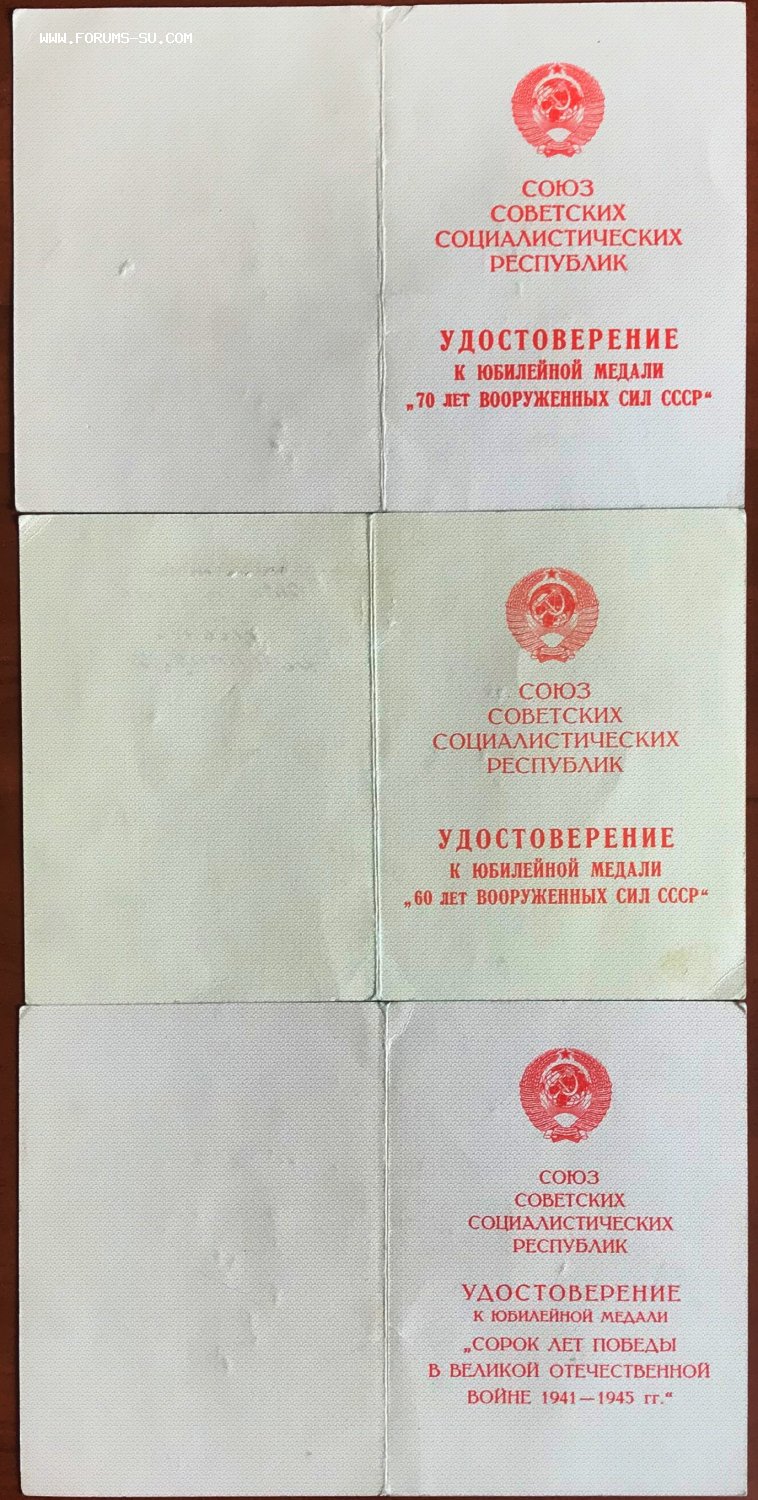 WWW.FORUMS-SU.COM
СОЮЗ
СОВЕТСКИХ
СОЦИАЛИСТИЧЕСКИХ
РЕСПУБЛИК
УДОСТОВЕРЕНИЕ
К ЮБИЛЕЙНОЙ МЕДАЛИ
„70 ЛЕТ ВООРУЖЕННЫХ СИЛ СССР“
СОЮЗ
СОВЕТСКИХ
СОЦИАЛИСТИЧЕСКИХ
РЕСПУБЛИК
УДОСТОВЕРЕНИЕ
К ЮБИЛЕЙНОЙ МЕДАЛИ
„60 ЛЕТ ВООРУЖЕННЫХ СИЛ СССР“
СОЮЗ
СОВЕТСКИХ
СОЦИАЛИСТИЧЕСКИХ
РЕСПУБЛИК
УДОСТОВЕРЕНИЕ
К ЮБИЛЕЙНОЙ МЕДАЛИ
„СОРОК ЛЕТ ПОБЕДЫ
В ВЕЛИКОЙ ОТЕЧЕСТВЕННОЙ
ВОЙНЕ 1941—1945 гг.“